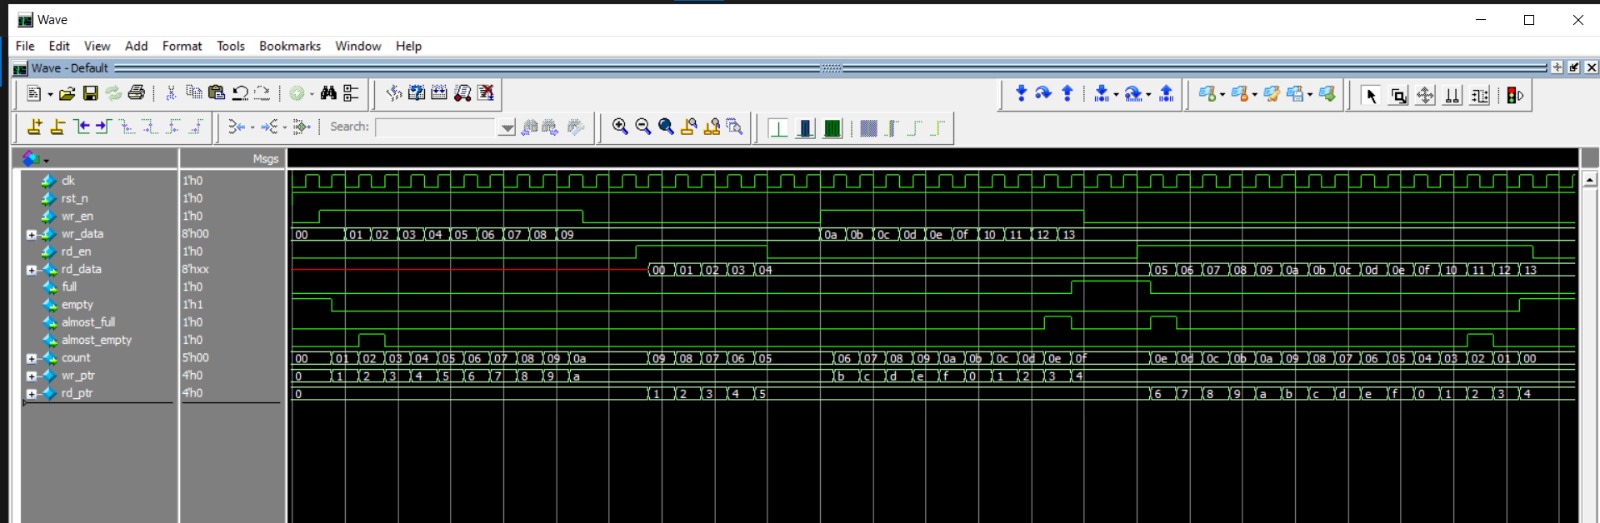 Wave
File Edit View Add Format Tools Bookmarks Window Help
Wave - Default
Search:
Msgs
clk 1'h0
rst_n 1'h0
wr_en 1'h0
wr_data 8'h00 00 01 02 03 04 05 06 07 08 09 0a 0b 0c 0d 0e 0f 10 11 12 13
rd_en 1'h0
rd_data 8'hxx 00 01 02 03 04 05 06 07 08 09 0a 0b 0c 0d 0e 0f 10 11 12 13
full 1'h0
empty 1'h1
almost_full 1'h0
almost_empty 1'h0
count 5'h00 00 01 02 03 04 05 06 07 08 09 0a 09 08 07 06 05 06 07 08 09 0a 0b 0c 0d 0e 0f 0e 0d 0c 0b 0a 09 08 07 06 05 04 03 02 01 00
wr_ptr 4'h0 0 1 2 3 4 5 6 7 8 9 a b c d e f 0 1 2 3 4
rd_ptr 4'h0 0 1 2 3 4 5 6 7 8 9 a b c d e f 0 1 2 3 4